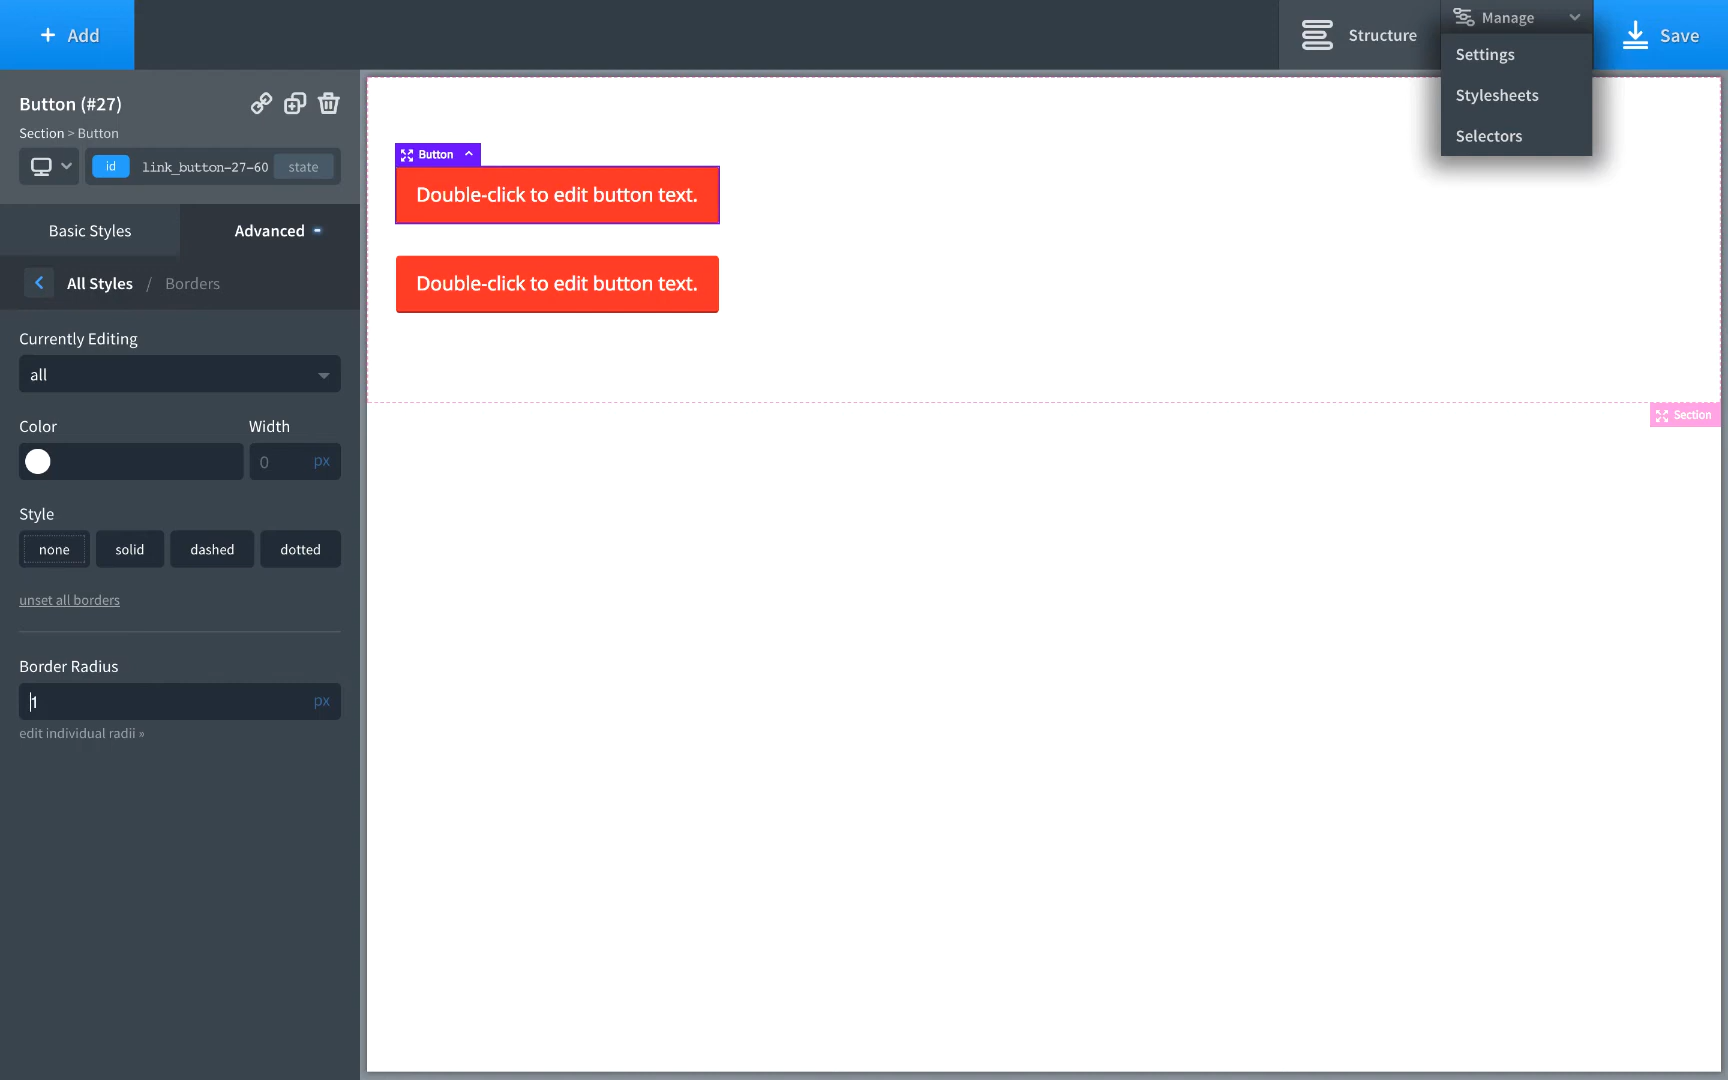 + Add
Structure
Manage
Save
Settings
Stylesheets
Selectors
Button (#27)
Section > Button
id link_button-27-60 state
Basic Styles
Advanced
All Styles / Borders
Currently Editing
all
Color
Width
0 px
Style
none
solid
dashed
dotted
unset all borders
Border Radius
1 px
edit individual radii »
Button
Double-click to edit button text.
Double-click to edit button text.
Section